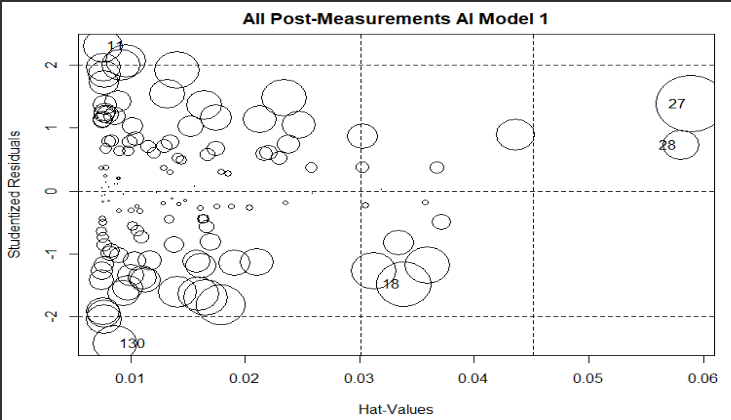 All Post-Measurements AI Model 1
11
2
27
1
28
Studentized Residuals
0
-1
18
-2
130
0.01 0.02 0.03 0.04 0.05 0.06
Hat-Values